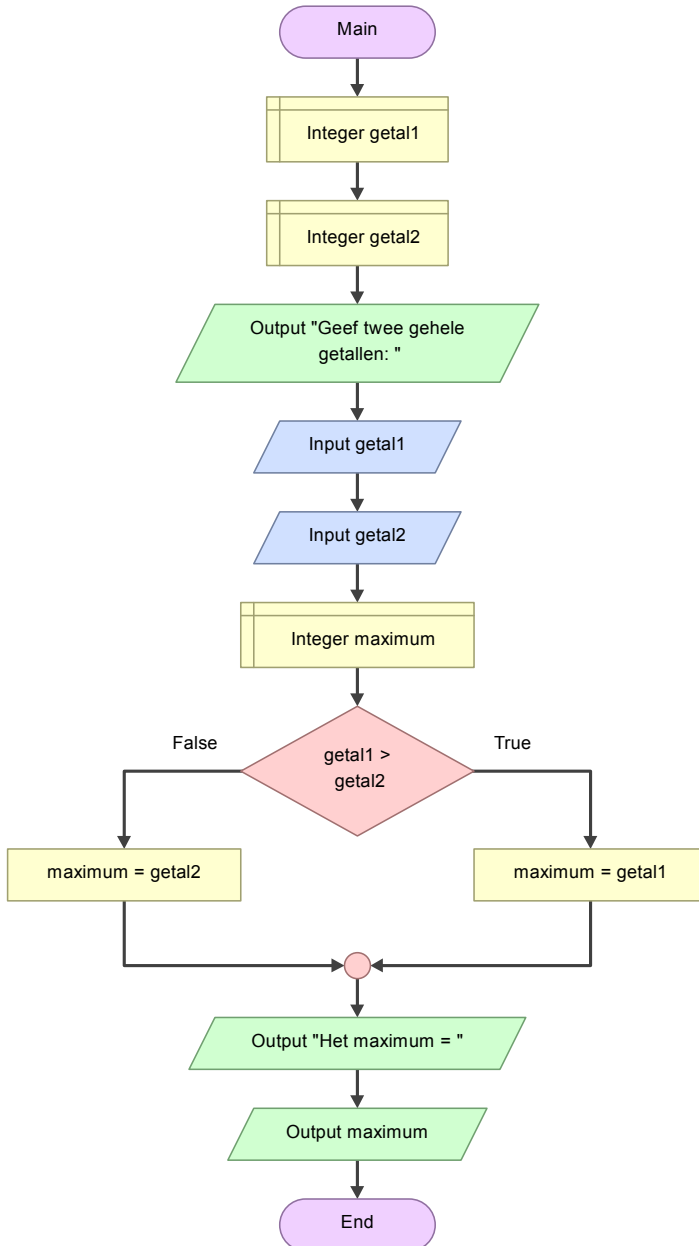 Main
Integer getal1
Integer getal2
Output "Geef twee gehele
getallen: "
Input getal1
Input getal2
Integer maximum
False
getal1 >
getal2
True
maximum = getal2
maximum = getal1
Output "Het maximum = "
Output maximum
End